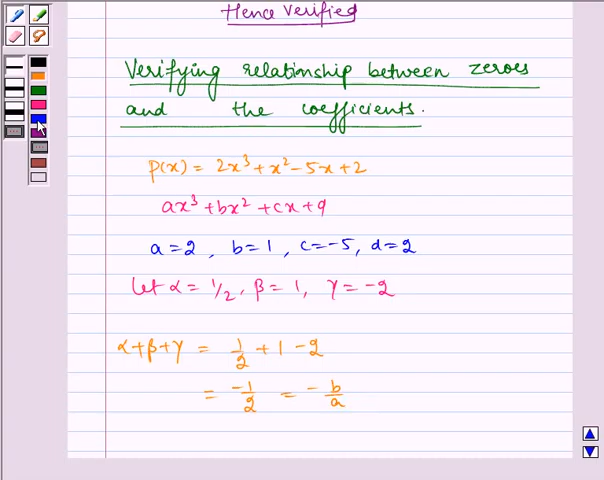 Hence Verified
Verifying relationship between zeroes
and the coefficients.
p(x) = 2x³ + x² - 5x + 2
ax³ + bx² + cx + 9
a = 2 , b = 1 , c = -5, d = 2
Let α = 1/2, β = 1, γ = -2
α + β + γ = 1/2 + 1 - 2
= -1/2 = - b/a